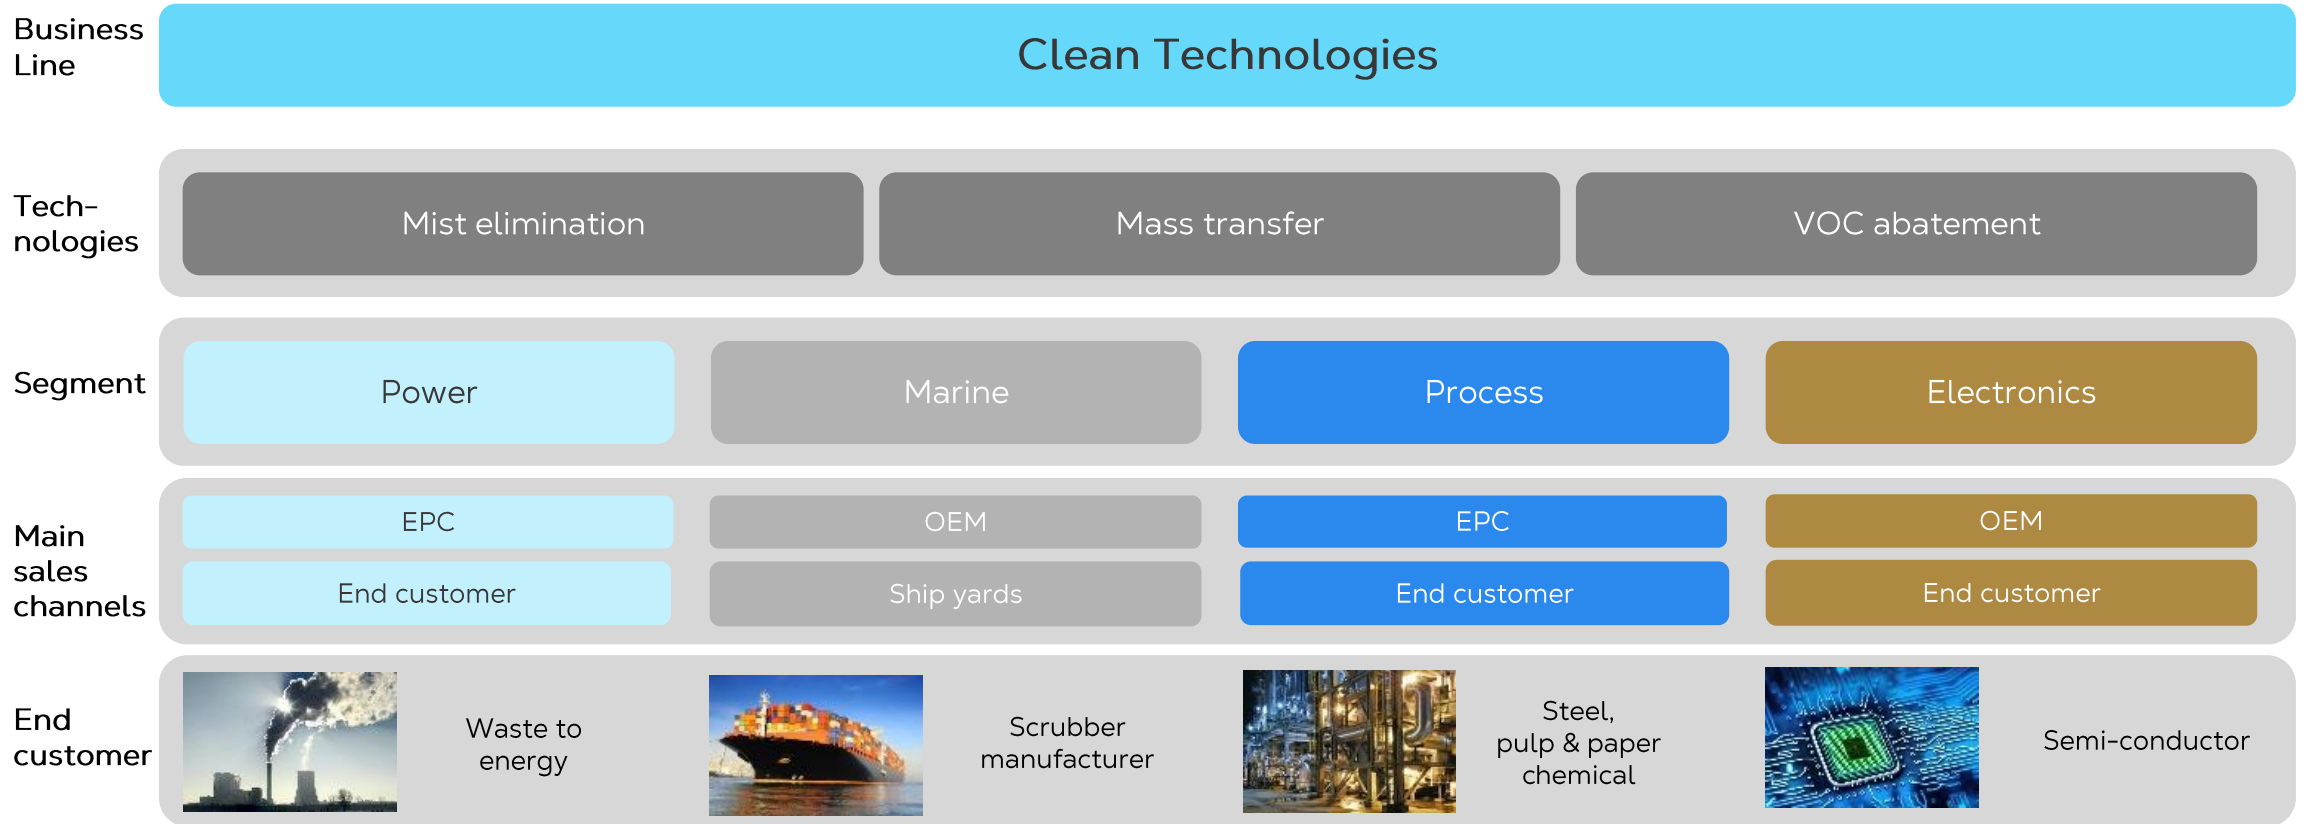 Business
Line
Clean Technologies
Tech-
nologies
Mist elimination
Mass transfer
VOC abatement
Segment
Power
Marine
Process
Electronics
Main
sales
channels
EPC
OEM
EPC
OEM
End customer
Ship yards
End customer
End customer
End
customer
Waste to
energy
Scrubber
manufacturer
Steel,
pulp & paper
chemical
Semi-conductor